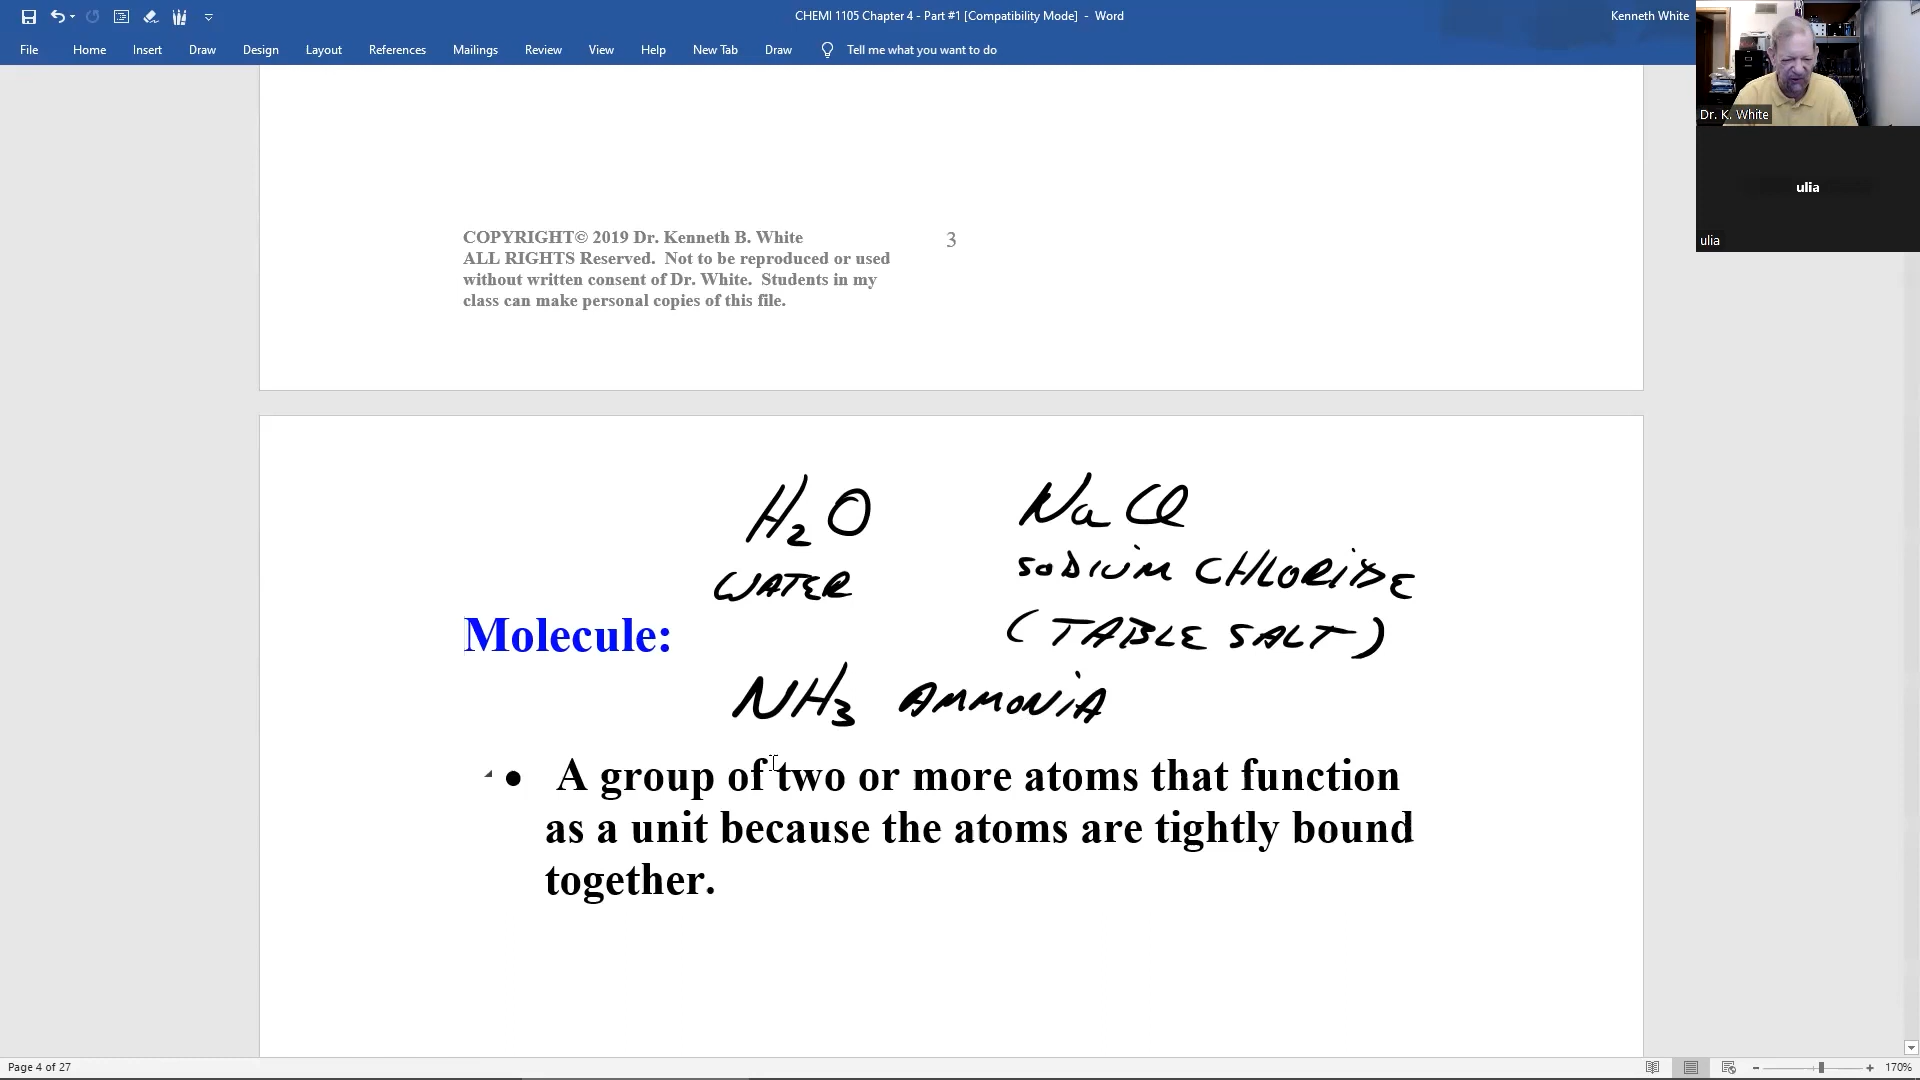 CHEMI 1105 Chapter 4 - Part #1 [Compatibility Mode] - Word
Kenneth White
File Home Insert Draw Design Layout References Mailings Review View Help New Tab Draw Tell me what you want to do
Dr. K. White
ulia
ulia
COPYRIGHT© 2019 Dr. Kenneth B. White
3
ALL RIGHTS Reserved. Not to be reproduced or used
without written consent of Dr. White. Students in my
class can make personal copies of this file.
H2O NaCl
WATER SODIUM CHLORIDE
Molecule: (TABLE SALT)
NH3 AMMONIA
• A group of two or more atoms that function
as a unit because the atoms are tightly bound
together.
Page 4 of 27
170%